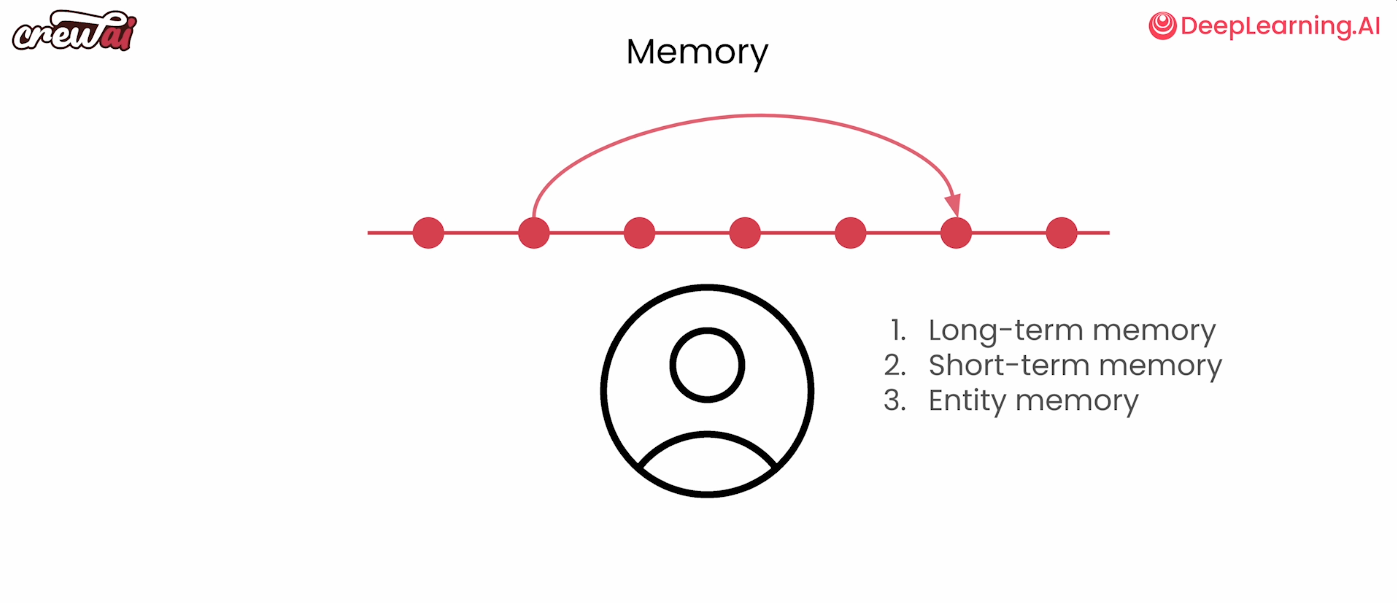 crewai
DeepLearning.AI
Memory
1. Long-term memory
2. Short-term memory
3. Entity memory